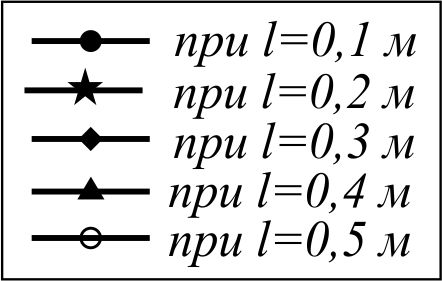 при l=0,1 м
при l=0,2 м
при l=0,3 м
при l=0,4 м
при l=0,5 м